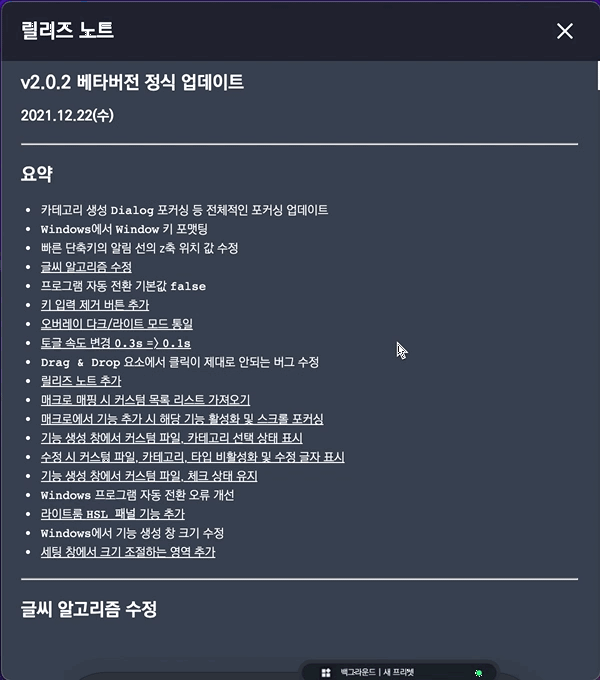 릴리즈 노트
v2.0.2 베타버전 정식 업데이트
2021.12.22(수)
요약
• 카테고리 생성 Dialog 포커싱 등 전체적인 포커싱 업데이트
• Windows에서 Window 키 포맷팅
• 빠른 단축키의 알림 선의 z축 위치 값 수정
• 글씨 알고리즘 수정
• 프로그램 자동 전환 기본값 false
• 키 입력 제거 버튼 추가
• 오버레이 다크/라이트 모드 통일
• 토글 속도 변경 0.3s => 0.1s
• Drag & Drop 요소에서 클릭이 제대로 안되는 버그 수정
• 릴리즈 노트 추가
• 매크로 매핑 시 커스텀 목록 리스트 가져오기
• 매크로에서 기능 추가 시 해당 기능 활성화 및 스크롤 포커싱
• 기능 생성 창에서 커스텀 파일, 카테고리 선택 상태 표시
• 수정 시 커스텀 파일, 카테고리, 타입 비활성화 및 수정 글자 표시
• 기능 생성 창에서 커스텀 파일, 체크 상태 유지
• Windows 프로그램 자동 전환 오류 개선
• 라이트룸 HSL 패널 기능 추가
• Windows에서 기능 생성 창 크기 수정
• 세팅 창에서 크기 조절하는 영역 추가
글씨 알고리즘 수정
백그라운드 | 새 프리셋